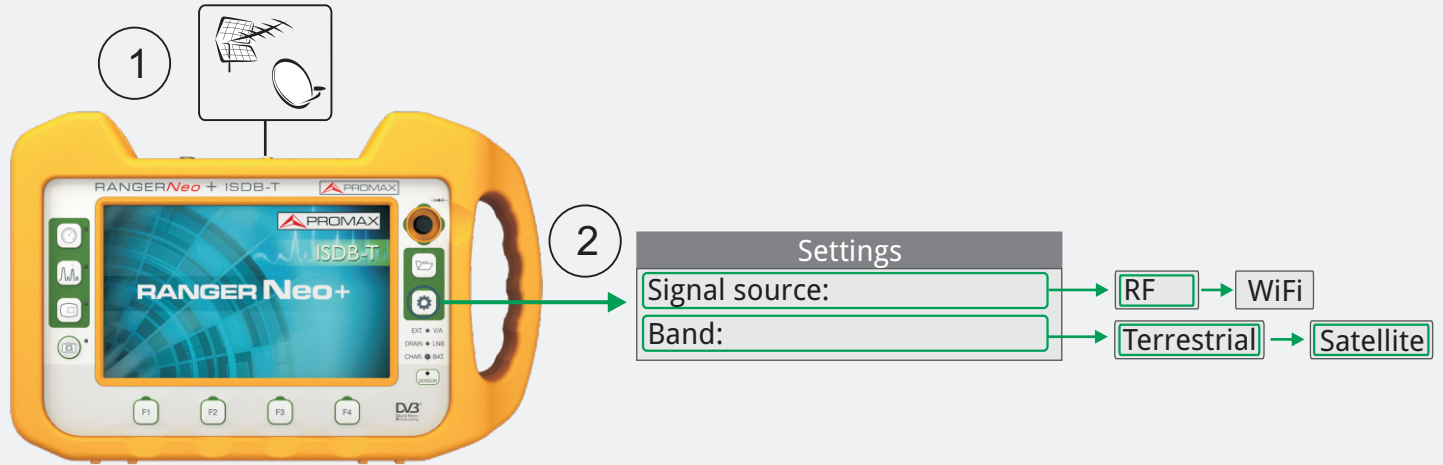 1
RANGERNeo + ISDB-T
PROMAX
PROMAX
ISDB-T
RANGER Neo+
EXT. V/A
DRAIN LNB
CHAR. BAT.
SENSOR
F1
F2
F3
F4
DVB
2
Settings
Signal source:
RF
WiFi
Band:
Terrestrial
Satellite